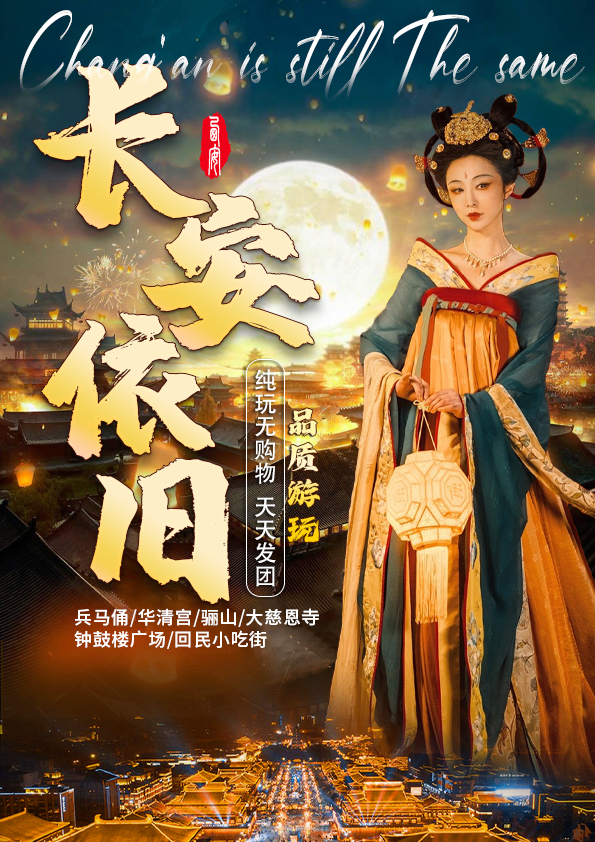 Chang'an is still The same
长安依旧
西安
纯玩无购物 天天发团
品质游玩
兵马俑/华清宫/骊山/大慈恩寺
钟鼓楼广场/回民小吃街